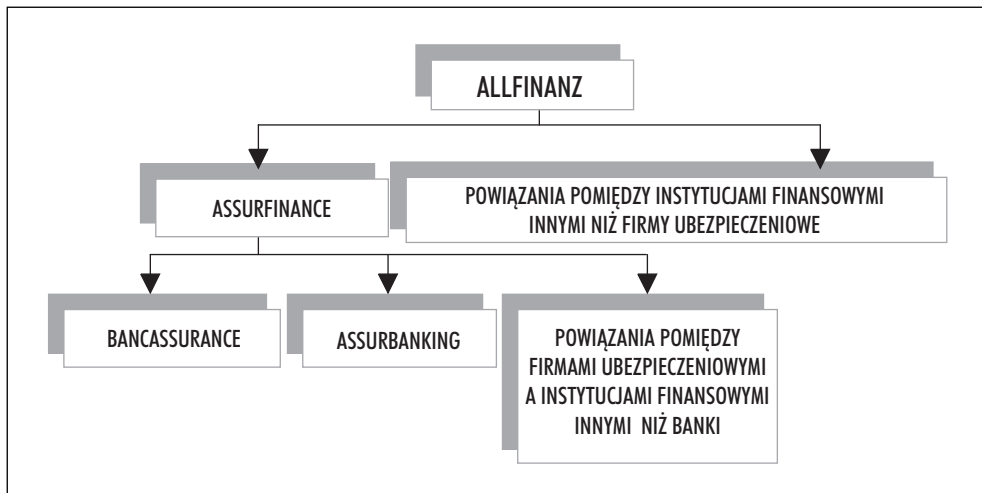 ALLFINANZ
ASSURFINANCE
POWIĄZANIA POMIĘDZY INSTYTUCJAMI FINANSOWYMI
INNYMI NIŻ FIRMY UBEZPIECZENIOWE
BANCASSURANCE
ASSURBANKING
POWIĄZANIA POMIĘDZY
FIRMAMI UBEZPIECZENIOWYMI
A INSTYTUCJAMI FINANSOWYMI
INNYMI NIŻ BANKI